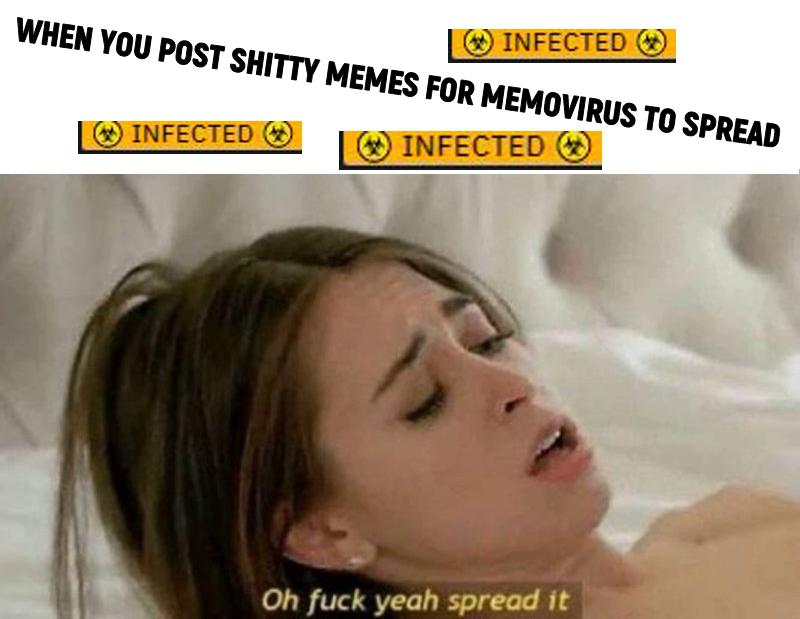 WHEN YOU POST SHITTY MEMES FOR MEMOVIRUS TO SPREAD
INFECTED
INFECTED
INFECTED
Oh fuck yeah spread it